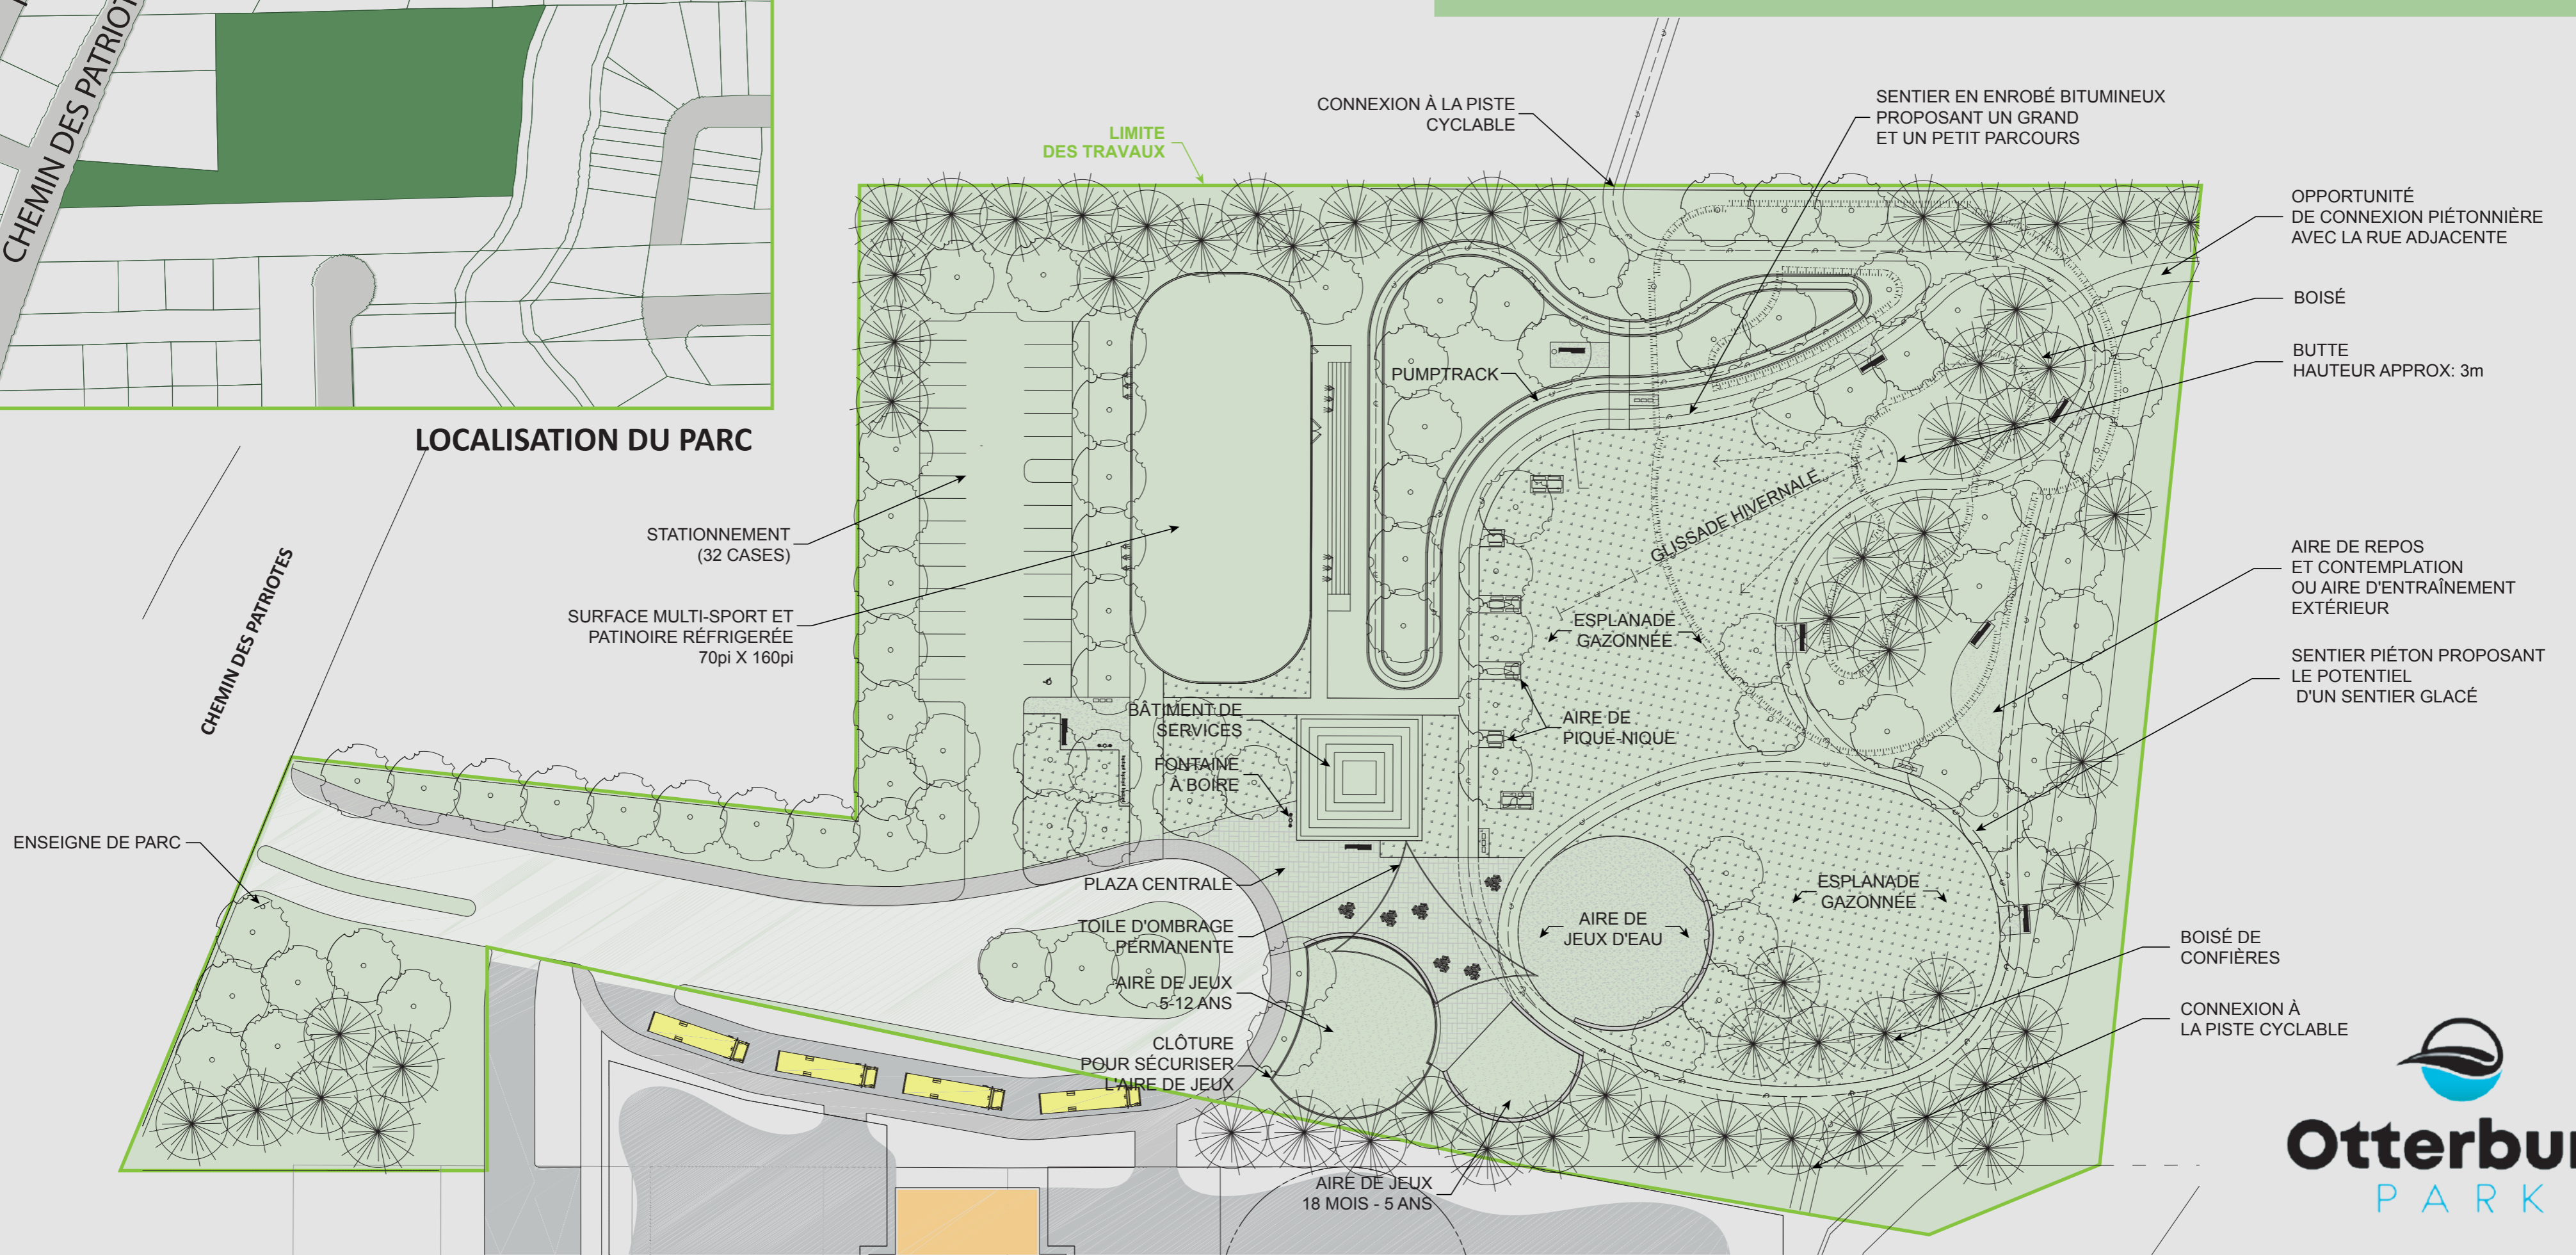 CHEMIN DES PATRIOTES
LOCALISATION DU PARC
CHEMIN DES PATRIOTES
LIMITE
DES TRAVAUX
CONNEXION À LA PISTE
CYCLABLE
SENTIER EN ENROBÉ BITUMINEUX
PROPOSANT UN GRAND
ET UN PETIT PARCOURS
OPPORTUNITÉ
DE CONNEXION PIÉTONNIÈRE
AVEC LA RUE ADJACENTE
BOISÉ
BUTTE
HAUTEUR APPROX: 3m
PUMPTRACK
STATIONNEMENT
(32 CASES)
SURFACE MULTI-SPORT ET
PATINOIRE RÉFRIGERÉE
70pi X 160pi
GLISSADE HIVERNALE
ESPLANADE
GAZONNÉE
AIRE DE REPOS
ET CONTEMPLATION
OU AIRE D'ENTRAÎNEMENT
EXTÉRIEUR
SENTIER PIÉTON PROPOSANT
LE POTENTIEL
D'UN SENTIER GLACÉ
BÂTIMENT DE
SERVICES
AIRE DE
PIQUE-NIQUE
FONTAINE
À BOIRE
ENSEIGNE DE PARC
PLAZA CENTRALE
TOILE D'OMBRAGE
PERMANENTE
AIRE DE
JEUX D'EAU
ESPLANADE
GAZONNÉE
AIRE DE JEUX
5-12 ANS
CLÔTURE
POUR SÉCURISER
L'AIRE DE JEUX
BOISÉ DE
CONFIÈRES
CONNEXION À
LA PISTE CYCLABLE
AIRE DE JEUX
18 MOIS - 5 ANS
Otterbur
PARK